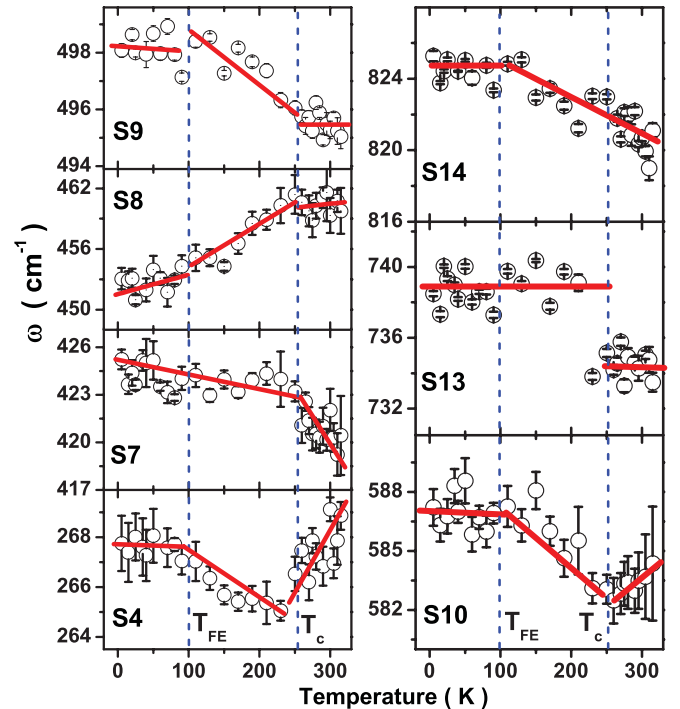 498
496
494
S9
462
456
450
S8
426
423
420
417
S7
268
266
264
S4
T_FE
T_c
0 100 200 300
824
820
816
S14
740
736
732
S13
588
585
582
S10
T_FE
T_c
0 100 200 300
ω ( cm⁻¹)
Temperature ( K )